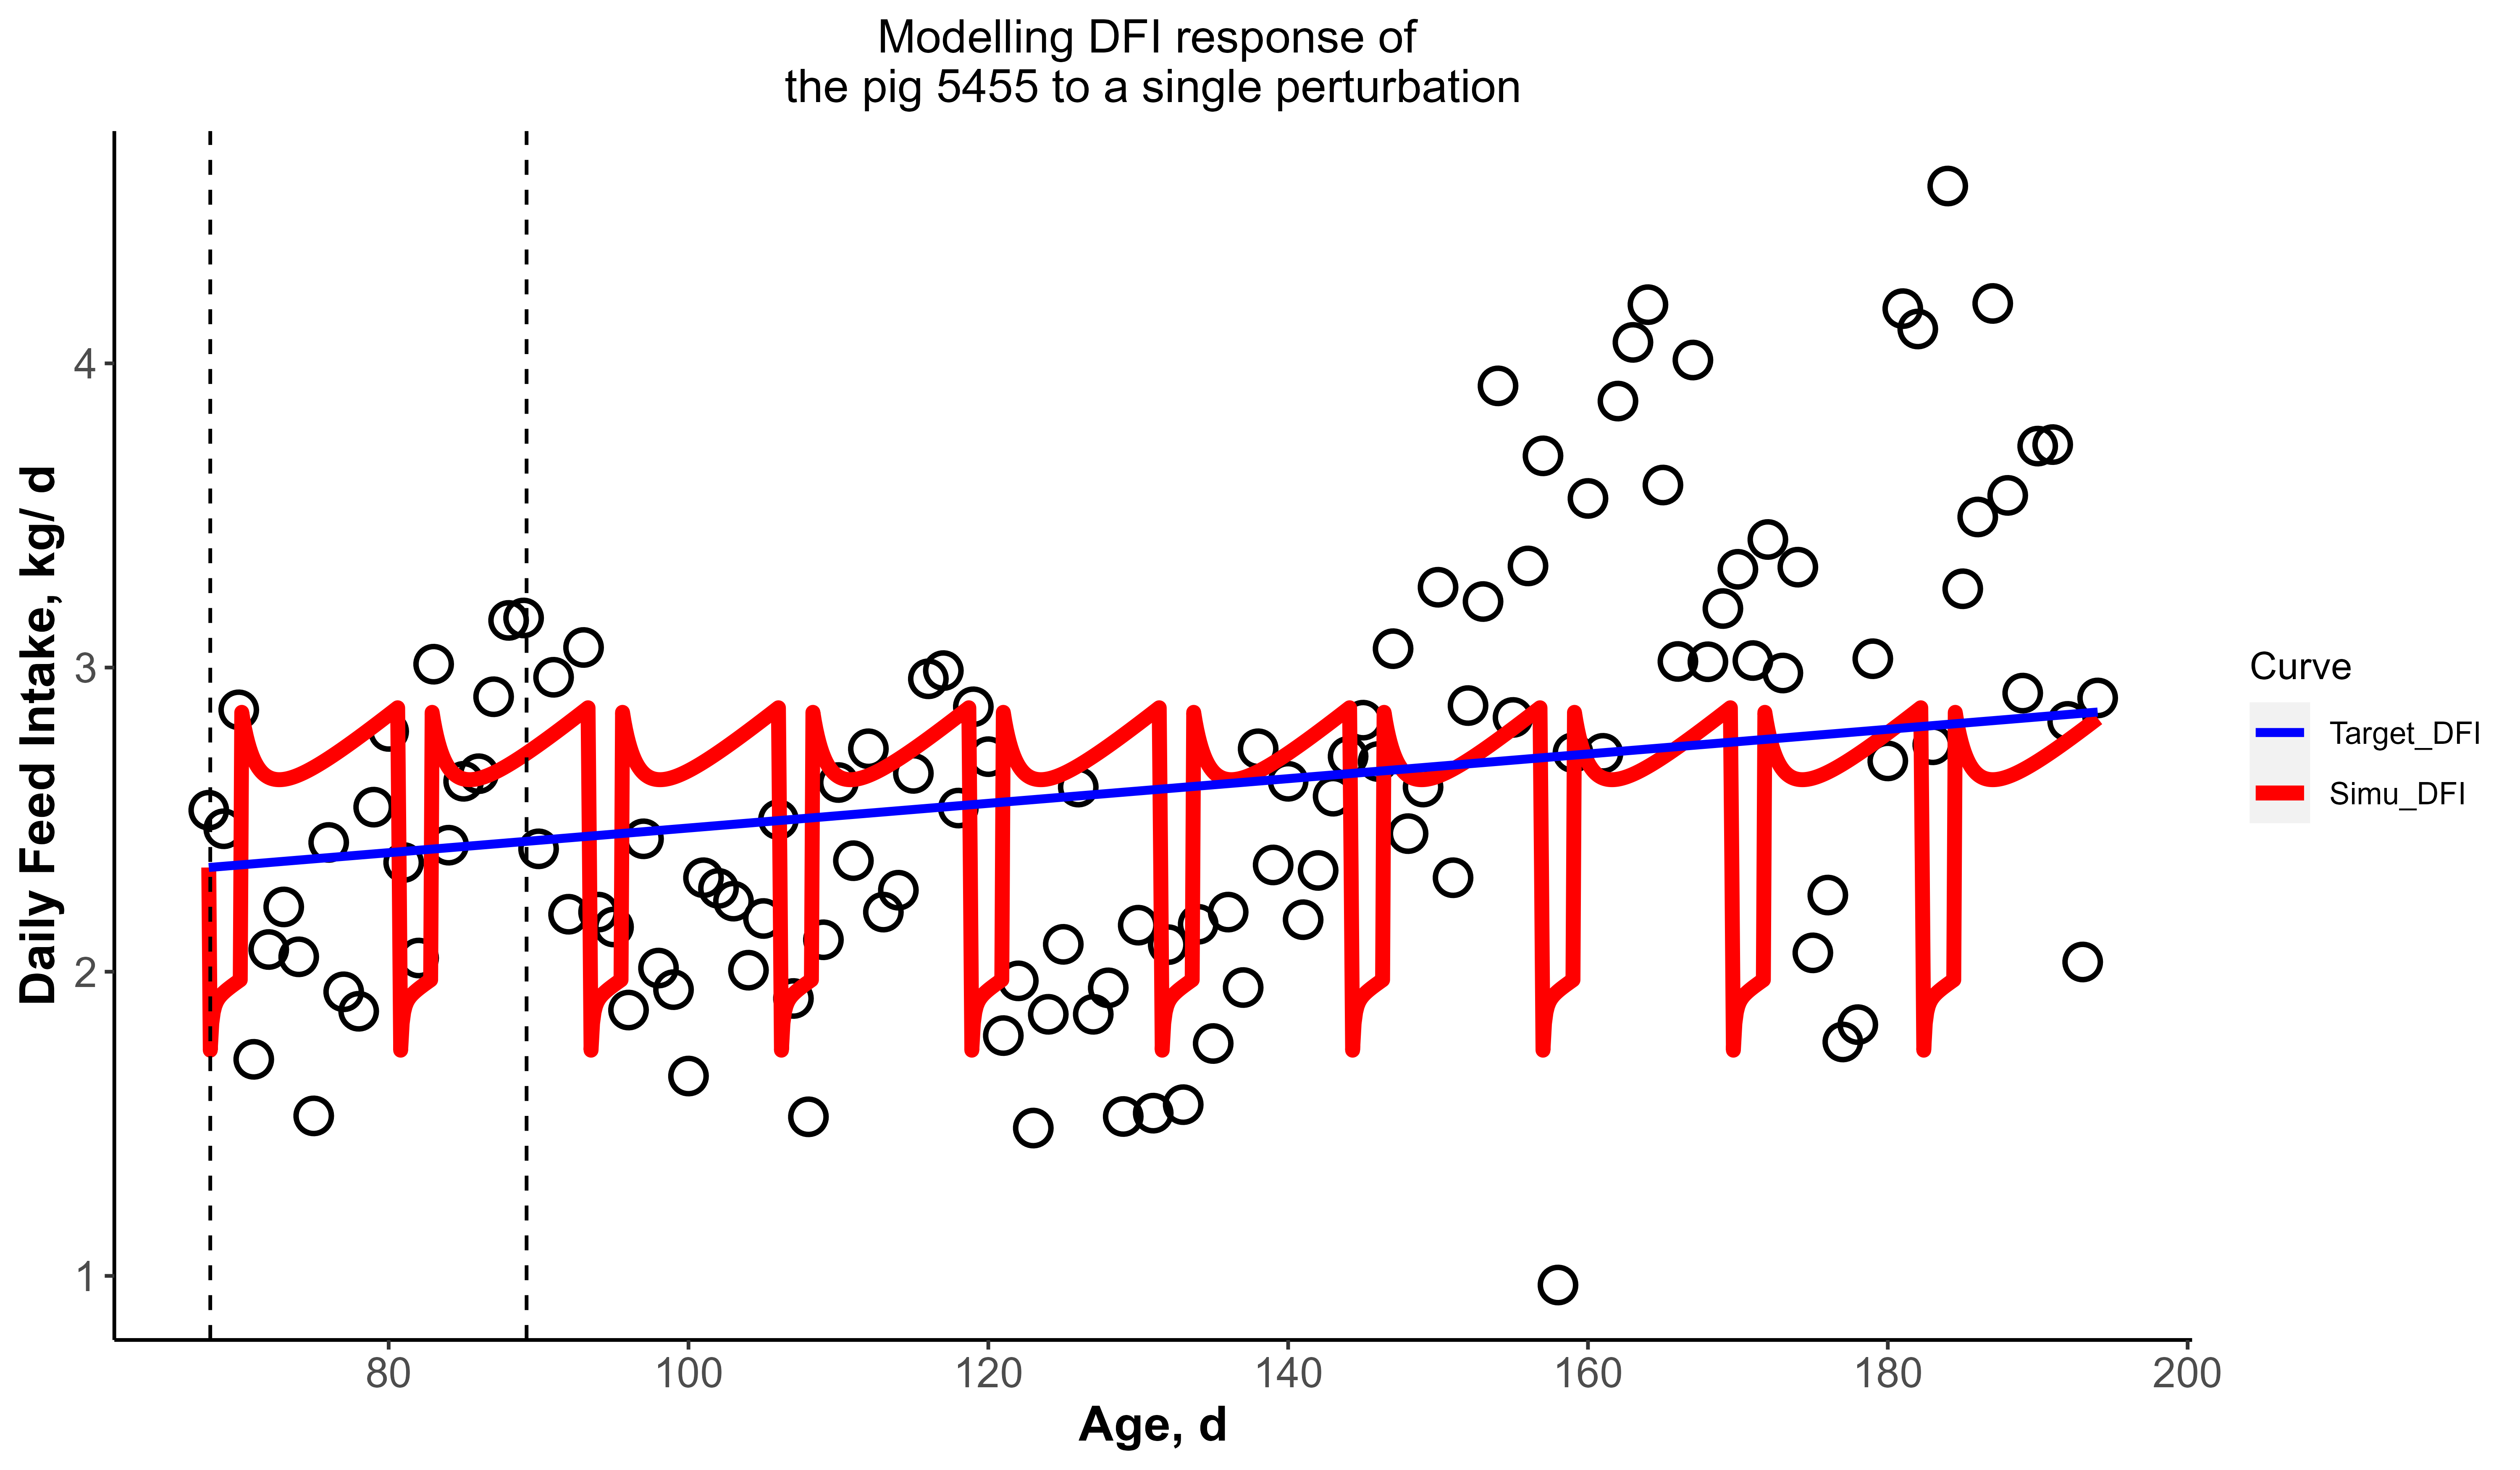 Modelling DFI response of
the pig 5455 to a single perturbation
Daily Feed Intake, kg/ d
4
3
2
1
80
100
120
140
160
180
200
Age, d
Curve
Target_DFI
Simu_DFI